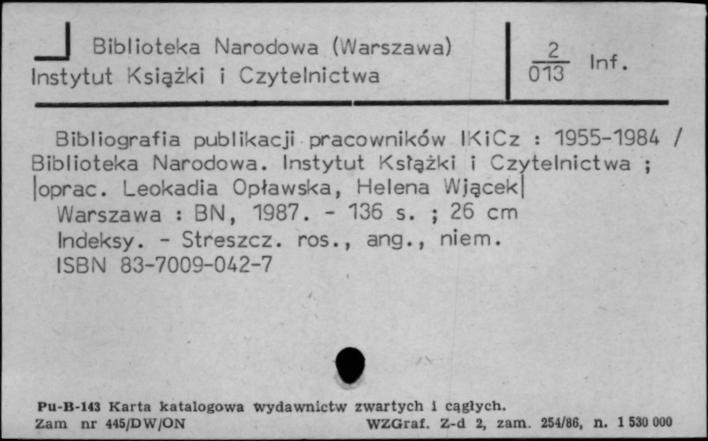 Biblioteka Narodowa (Warszawa)
Instytut Książki i Czytelnictwa
2
013 Inf.
Bibliografia publikacji pracowników IKiCz : 1955-1984 /
Biblioteka Narodowa. Instytut Książki i Czytelnictwa ;
|oprac. Leokadia Opławska, Helena Wjącek|
Warszawa : BN, 1987. - 136 s. ; 26 cm
Indeksy. - Streszcz. ros., ang., niem.
ISBN 83-7009-042-7
Pu-B-143 Karta katalogowa wydawnictw zwartych i cągłych.
Zam nr 445/DW/ON WZGraf. Z-d 2, zam. 254/86, n. 1 530 000